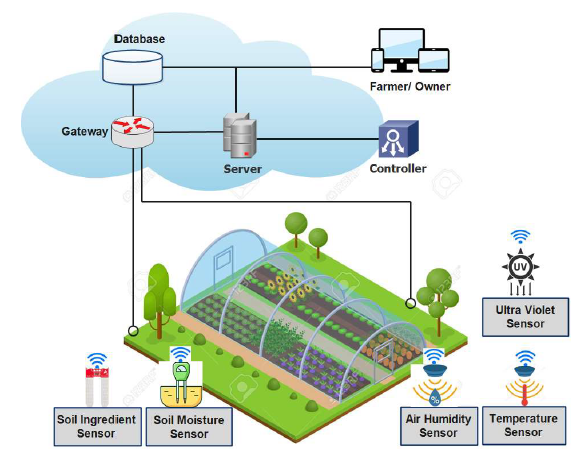 Database
Farmer/ Owner
Gateway
Server
Controller
UV
Ultra Violet
Sensor
%
Soil Ingredient
Sensor
Soil Moisture
Sensor
Air Humidity
Sensor
Temperature
Sensor